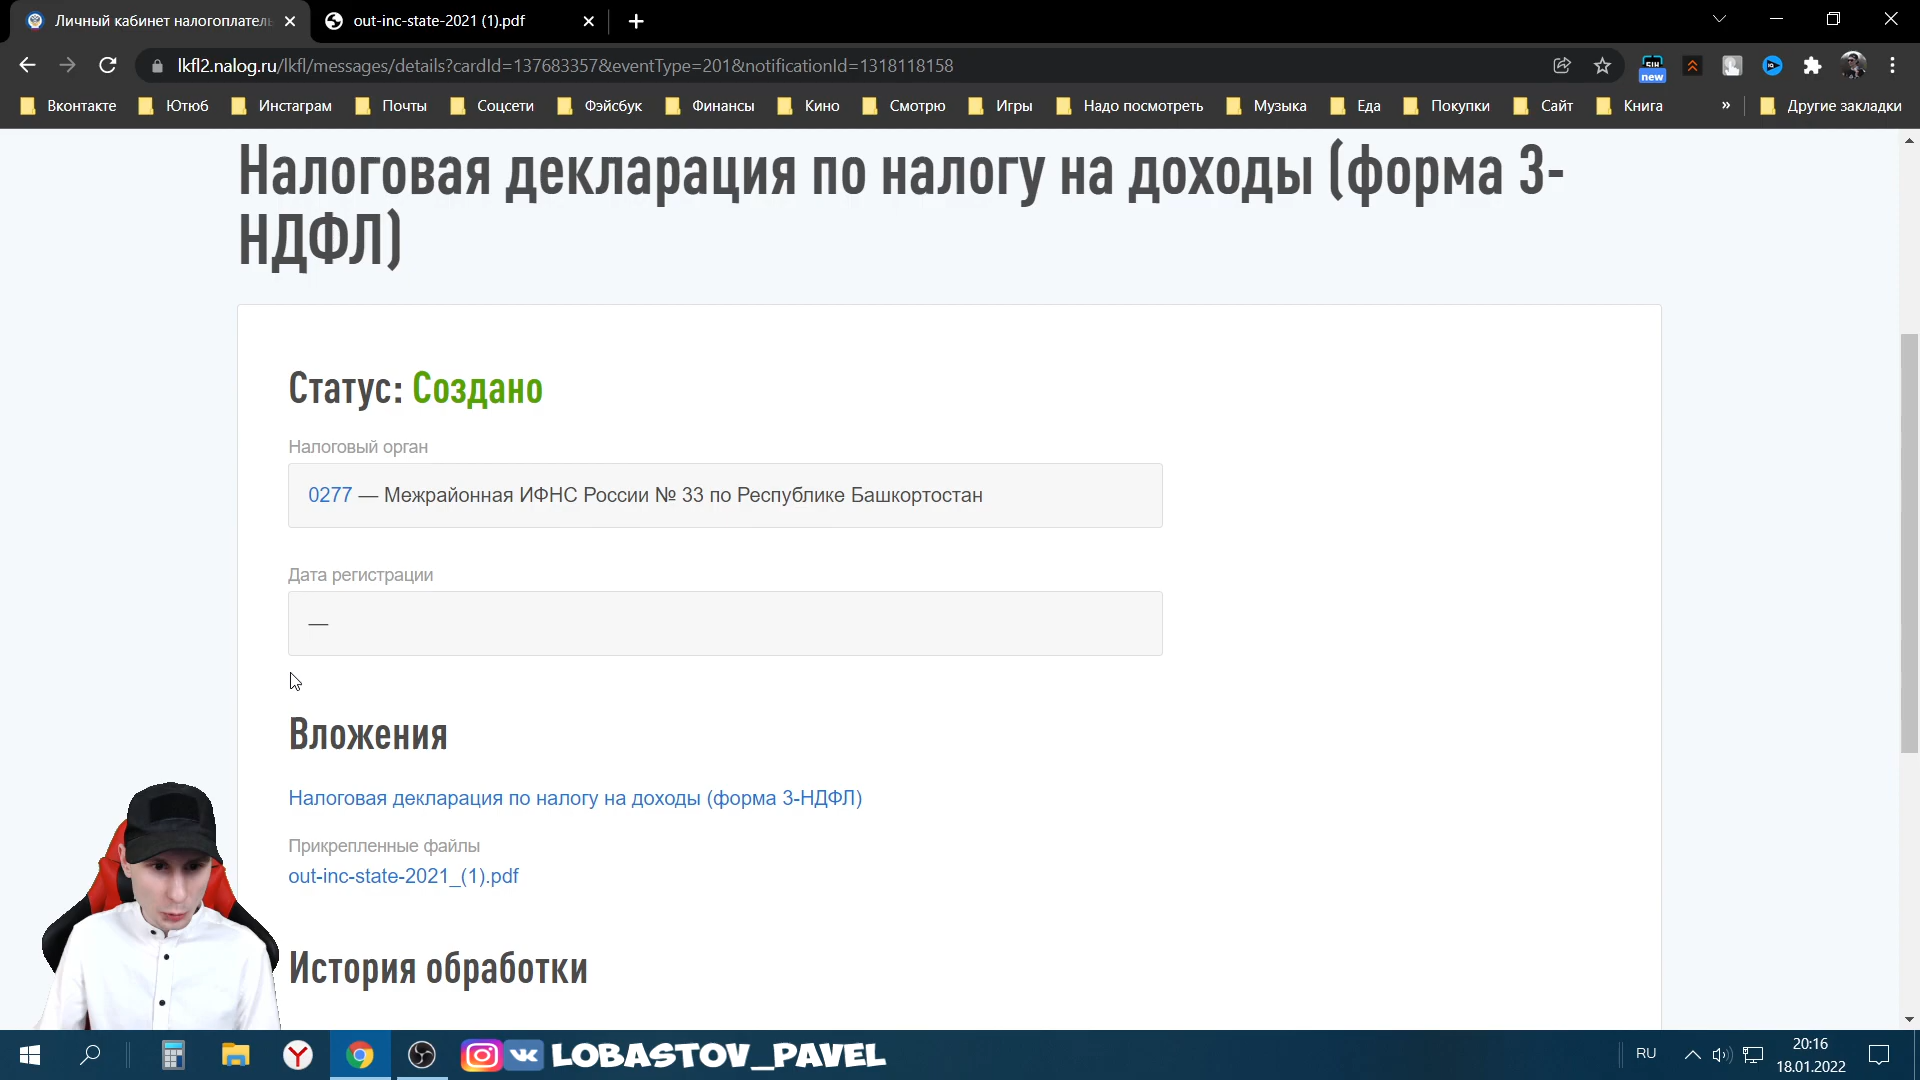 Личный кабинет налогоплатель
out-inc-state-2021 (1).pdf
lkfl2.nalog.ru/lkfl/messages/details?cardId=137683357&eventType=201&notificationId=1318118158
new
Вконтакте
Ютюб
Инстаграм
Почты
Соцсети
Фэйсбук
Финансы
Кино
Смотрю
Игры
Надо посмотреть
Музыка
Еда
Покупки
Сайт
Книга
»
Другие закладки
Налоговая декларация по налогу на доходы (форма 3-
НДФЛ)
Статус: Создано
Налоговый орган
0277 — Межрайонная ИФНС России № 33 по Республике Башкортостан
Дата регистрации
—
Вложения
Налоговая декларация по налогу на доходы (форма 3-НДФЛ)
Прикрепленные файлы
out-inc-state-2021_(1).pdf
История обработки
LOBASTOV_PAVEL
RU
20:16
18.01.2022